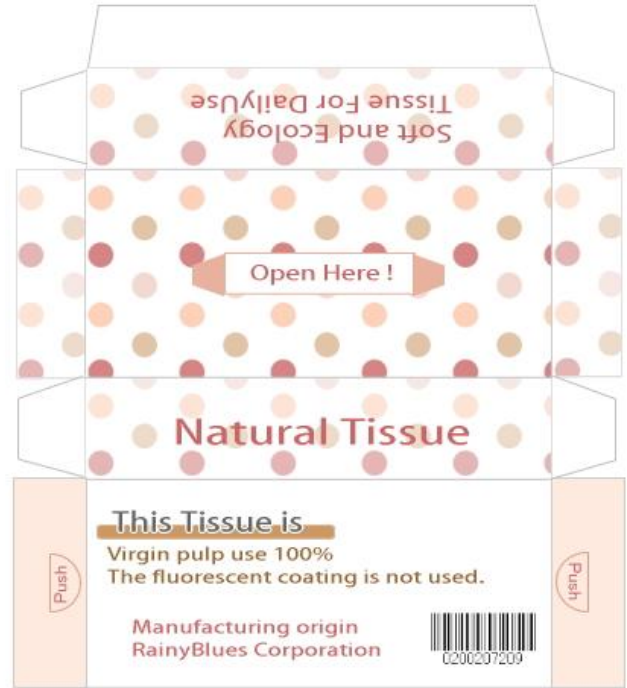 Soft and Ecology
Tissue For DailyUse
Open Here !
Natural Tissue
This Tissue is
Virgin pulp use 100%
The fluorescent coating is not used.
Push
Push
Manufacturing origin
RainyBlues Corporation
0200207209